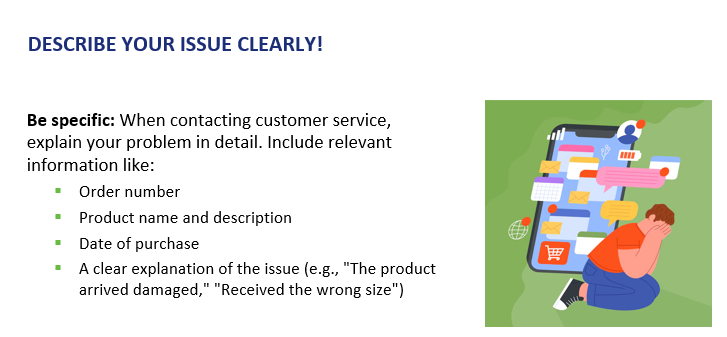 DESCRIBE YOUR ISSUE CLEARLY!
Be specific: When contacting customer service,
explain your problem in detail. Include relevant
information like:
Order number
Product name and description
Date of purchase
A clear explanation of the issue (e.g., "The product
arrived damaged," "Received the wrong size")